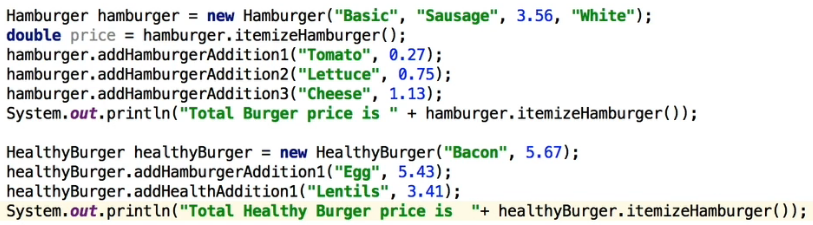 Hamburger hamburger = new Hamburger("Basic", "Sausage", 3.56, "White");
double price = hamburger.itemizeHamburger();
hamburger.addHamburgerAddition1("Tomato", 0.27);
hamburger.addHamburgerAddition2("Lettuce", 0.75);
hamburger.addHamburgerAddition3("Cheese", 1.13);
System.out.println("Total Burger price is " + hamburger.itemizeHamburger());

HealthyBurger healthyBurger = new HealthyBurger("Bacon", 5.67);
healthyBurger.addHamburgerAddition1("Egg", 5.43);
healthyBurger.addHealthAddition1("Lentils", 3.41);
System.out.println("Total Healthy Burger price is  "+ healthyBurger.itemizeHamburger());